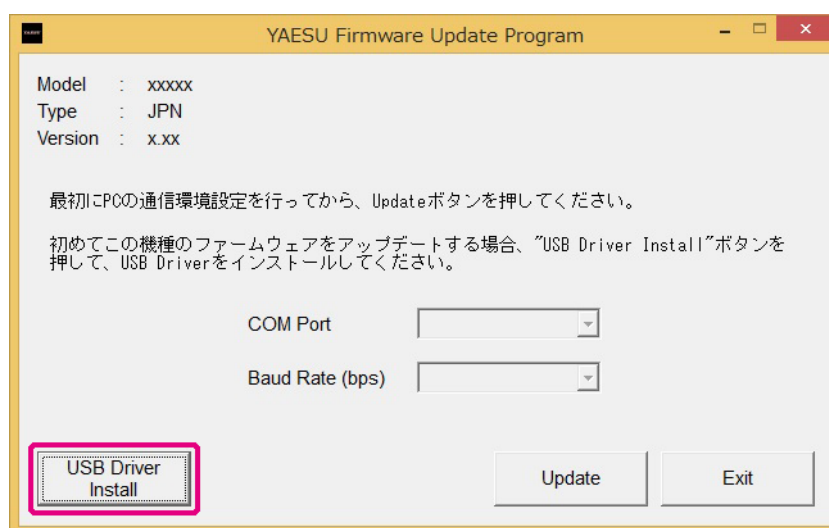 YAESU Firmware Update Program
Model : xxxxx
Type : JPN
Version : x.xx
最初にPCの通信環境設定を行ってから、Updateボタンを押してください。
初めてこの機種のファームウェアをアップデートする場合、"USB Driver Install"ボタンを
押して、USB Driverをインストールしてください。
COM Port
Baud Rate (bps)
USB Driver
Install
Update
Exit